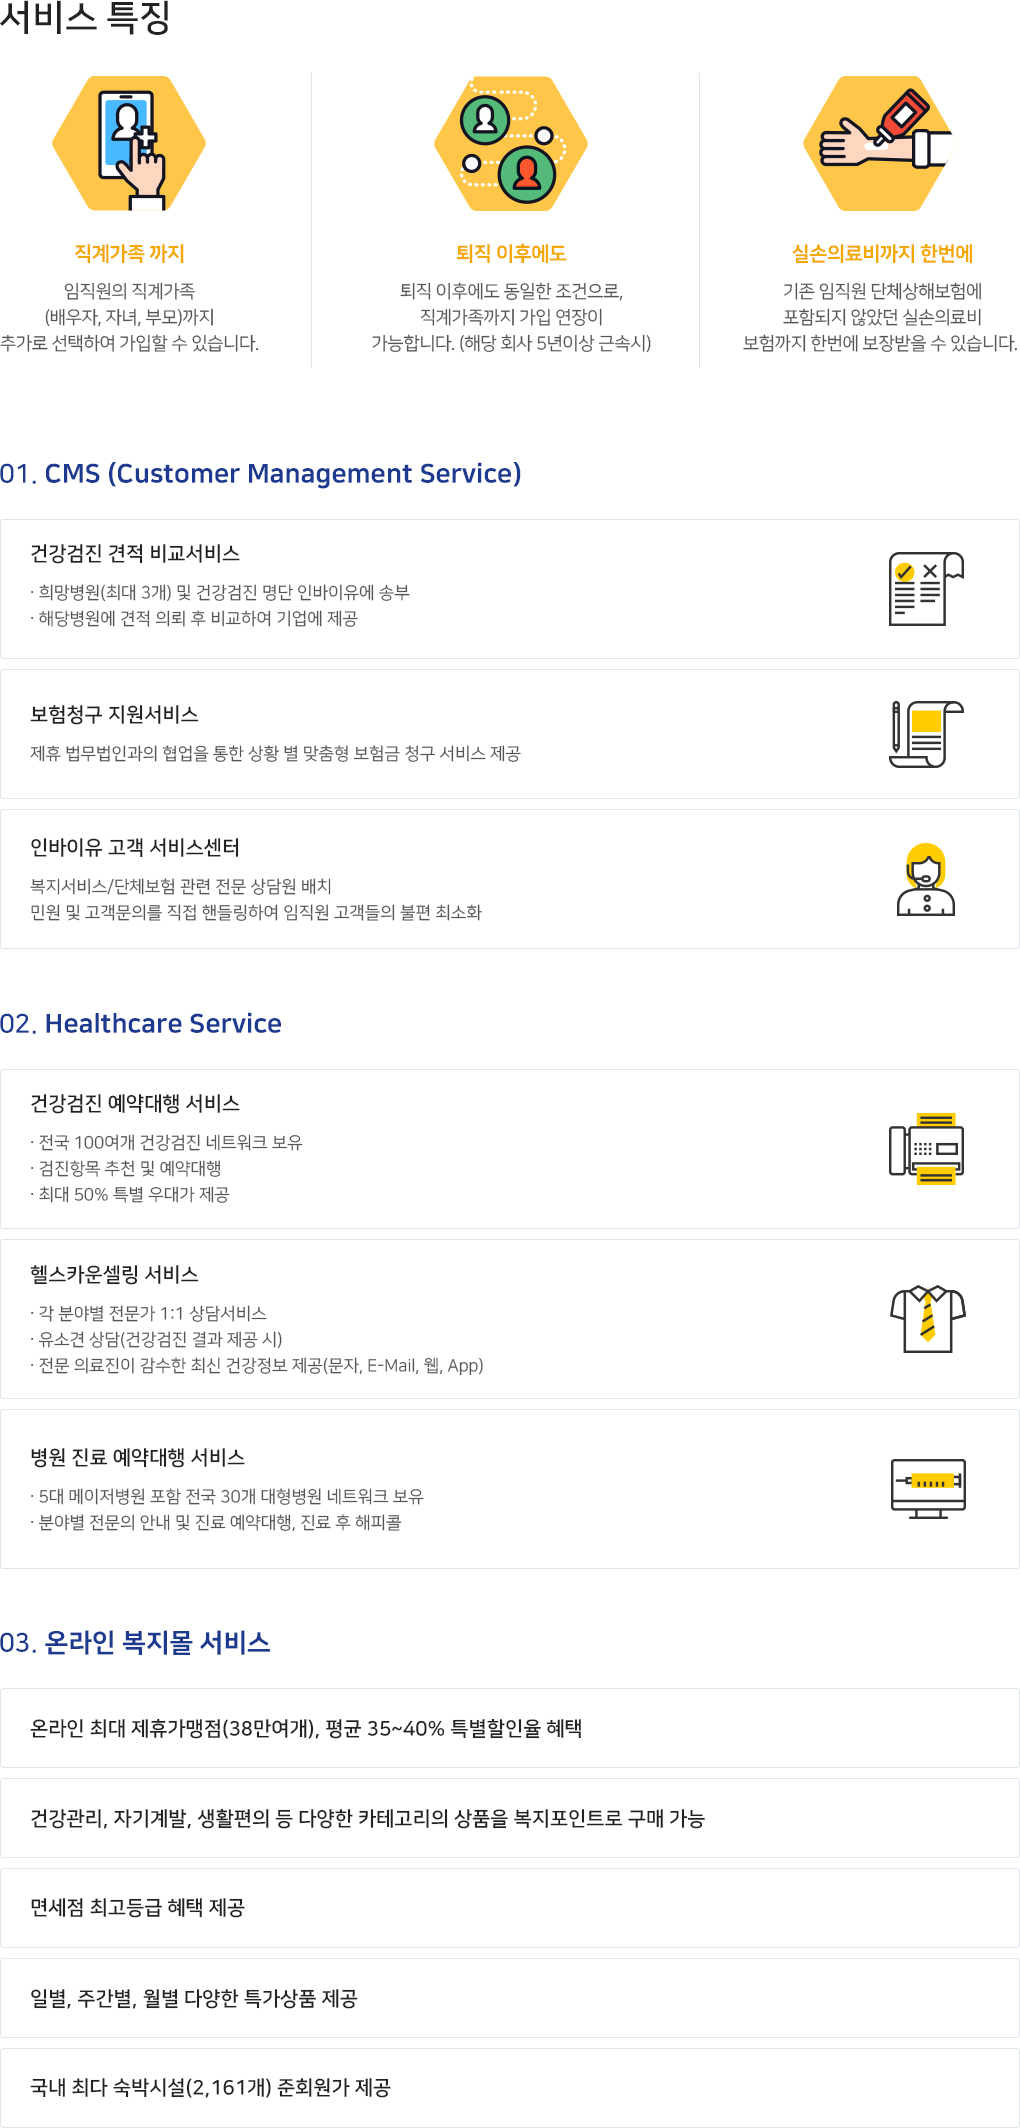 서비스 특징
직계가족 까지
임직원의 직계가족
(배우자, 자녀, 부모)까지
추가로 선택하여 가입할 수 있습니다.
퇴직 이후에도
퇴직 이후에도 동일한 조건으로,
직계가족까지 가입 연장이
가능합니다. (해당 회사 5년이상 근속시)
실손의료비까지 한번에
기존 임직원 단체상해보험에
포함되지 않았던 실손의료비
보험까지 한번에 보장받을 수 있습니다.
01. CMS (Customer Management Service)
건강검진 견적 비교서비스
· 희망병원(최대 3개) 및 건강검진 명단 인바이유에 송부
· 해당병원에 견적 의뢰 후 비교하여 기업에 제공
보험청구 지원서비스
제휴 법무법인과의 협업을 통한 상황 별 맞춤형 보험금 청구 서비스 제공
인바이유 고객 서비스센터
복지서비스/단체보험 관련 전문 상담원 배치
민원 및 고객문의를 직접 핸들링하여 임직원 고객들의 불편 최소화
02. Healthcare Service
건강검진 예약대행 서비스
· 전국 100여개 건강검진 네트워크 보유
· 검진항목 추천 및 예약대행
· 최대 50% 특별 우대가 제공
헬스카운셀링 서비스
· 각 분야별 전문가 1:1 상담서비스
· 유소견 상담(건강검진 결과 제공 시)
· 전문 의료진이 감수한 최신 건강정보 제공(문자, E-Mail, 웹, App)
병원 진료 예약대행 서비스
· 5대 메이저병원 포함 전국 30개 대형병원 네트워크 보유
· 분야별 전문의 안내 및 진료 예약대행, 진료 후 해피콜
03. 온라인 복지몰 서비스
온라인 최대 제휴가맹점(38만여개), 평균 35~40% 특별할인율 혜택
건강관리, 자기계발, 생활편의 등 다양한 카테고리의 상품을 복지포인트로 구매 가능
면세점 최고등급 혜택 제공
일별, 주간별, 월별 다양한 특가상품 제공
국내 최다 숙박시설(2,161개) 준회원가 제공